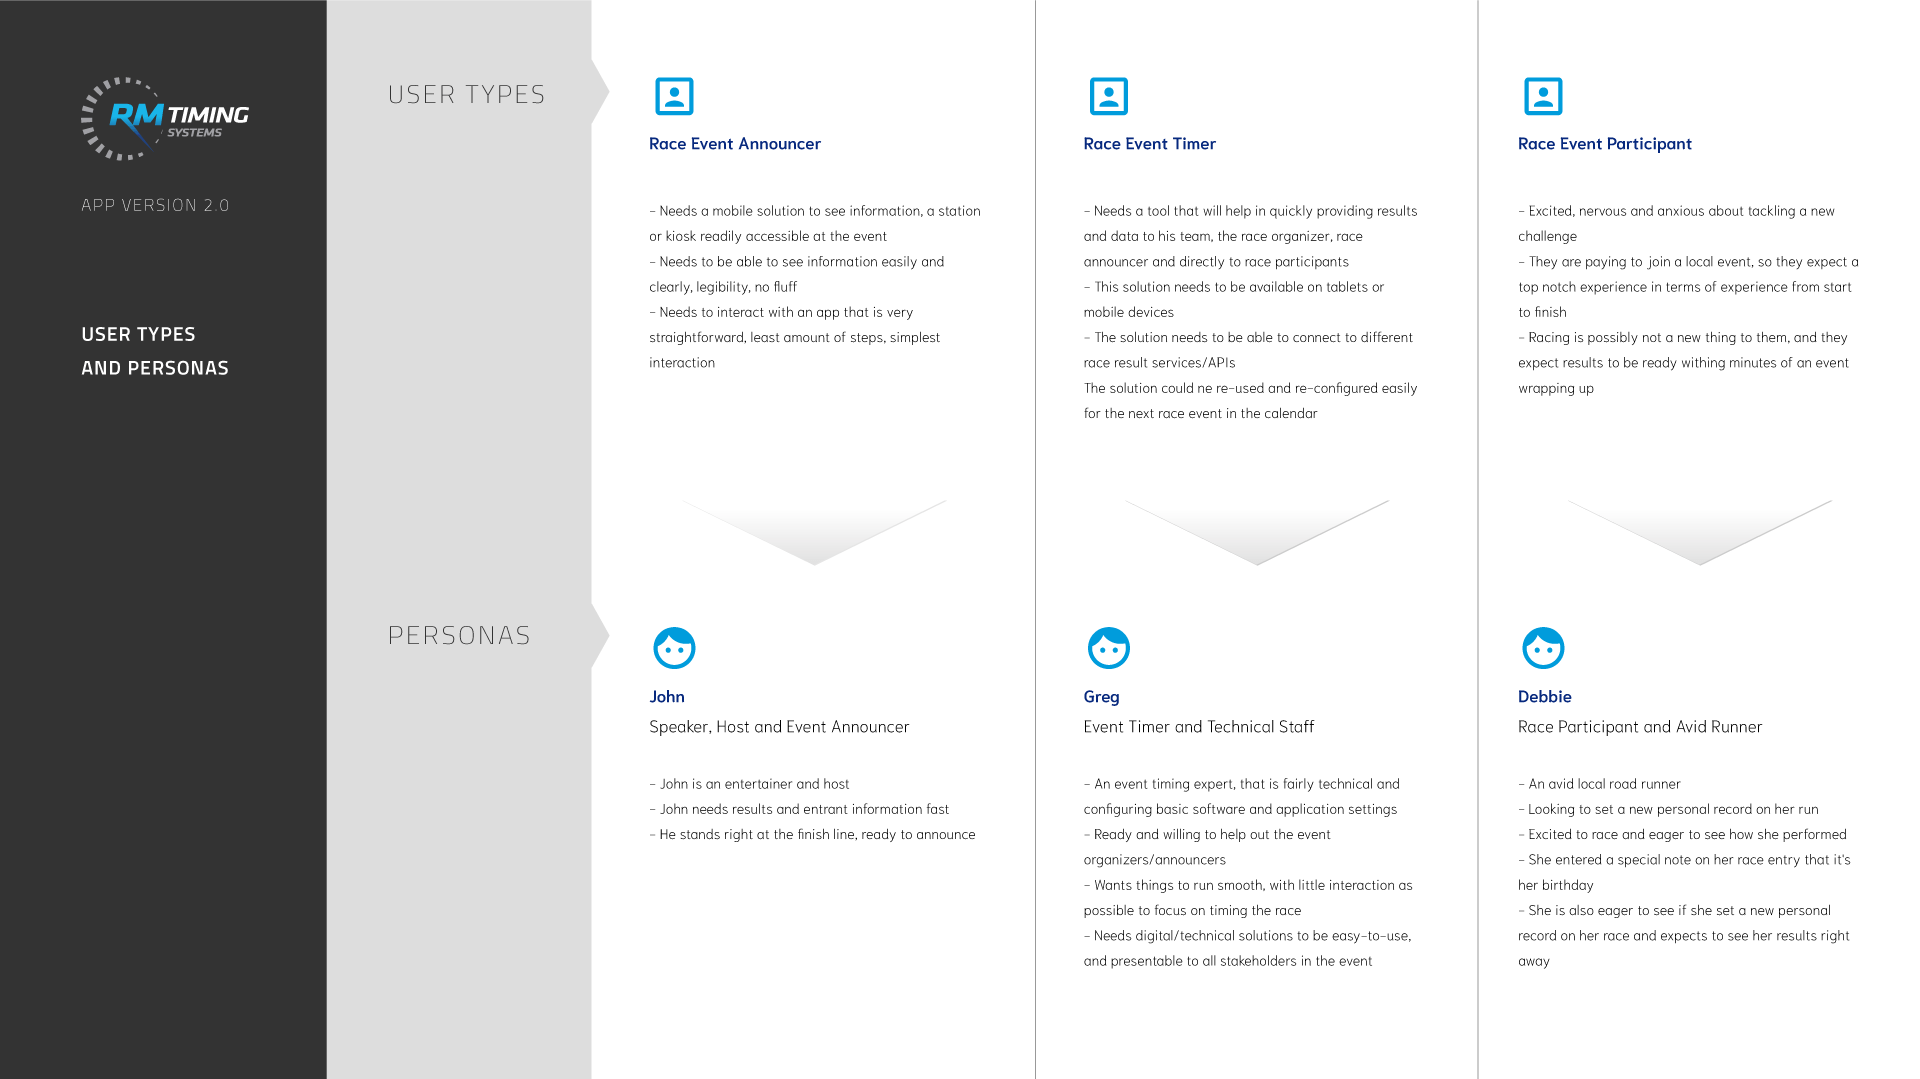 RM TIMING
SYSTEMS
APP VERSION 2.0
USER TYPES
AND PERSONAS
USER TYPES
Race Event Announcer
- Needs a mobile solution to see information, a station
or kiosk readily accessible at the event
- Needs to be able to see information easily and
clearly, legibility, no fluff
- Needs to interact with an app that is very
straightforward, least amount of steps, simplest
interaction
Race Event Timer
- Needs a tool that will help in quickly providing results
and data to his team, the race organizer, race
announcer and directly to race participants
- This solution needs to be available on tablets or
mobile devices
- The solution needs to be able to connect to different
race result services/APIs
The solution could ne re-used and re-configured easily
for the next race event in the calendar
Race Event Participant
- Excited, nervous and anxious about tackling a new
challenge
- They are paying to join a local event, so they expect a
top notch experience in terms of experience from start
to finish
- Racing is possibly not a new thing to them, and they
expect results to be ready withing minutes of an event
wrapping up
PERSONAS
John
Speaker, Host and Event Announcer
- John is an entertainer and host
- John needs results and entrant information fast
- He stands right at the finish line, ready to announce
Greg
Event Timer and Technical Staff
- An event timing expert, that is fairly technical and
configuring basic software and application settings
- Ready and willing to help out the event
organizers/announcers
- Wants things to run smooth, with little interaction as
possible to focus on timing the race
- Needs digital/technical solutions to be easy-to-use,
and presentable to all stakeholders in the event
Debbie
Race Participant and Avid Runner
- An avid local road runner
- Looking to set a new personal record on her run
- Excited to race and eager to see how she performed
- She entered a special note on her race entry that it's
her birthday
- She is also eager to see if she set a new personal
record on her race and expects to see her results right
away